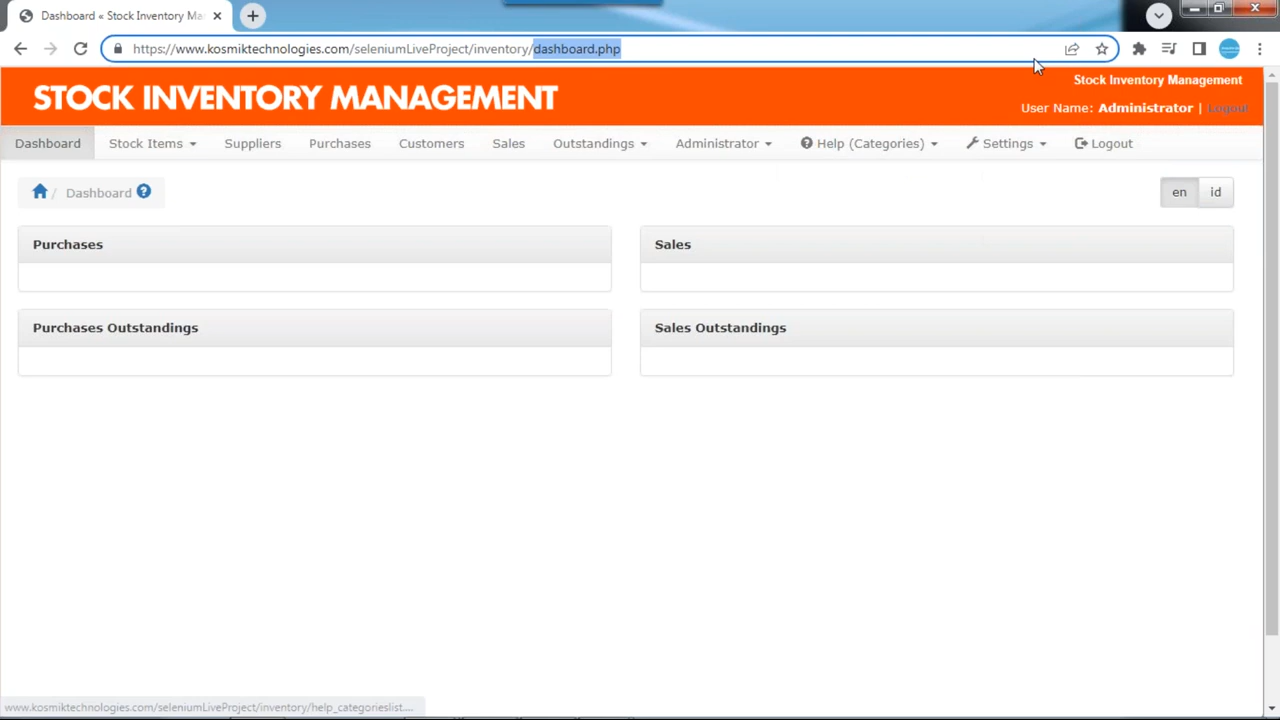 Dashboard « Stock Inventory Ma
https://www.kosmiktechnologies.com/seleniumLiveProject/inventory/dashboard.php
STOCK INVENTORY MANAGEMENT
Stock Inventory Management
User Name: Administrator | Logout
Dashboard Stock Items Suppliers Purchases Customers Sales Outstandings Administrator Help (Categories) Settings Logout
/ Dashboard
en id
Purchases
Sales
Purchases Outstandings
Sales Outstandings
www.kosmiktechnologies.com/seleniumLiveProject/inventory/help_categorieslist....